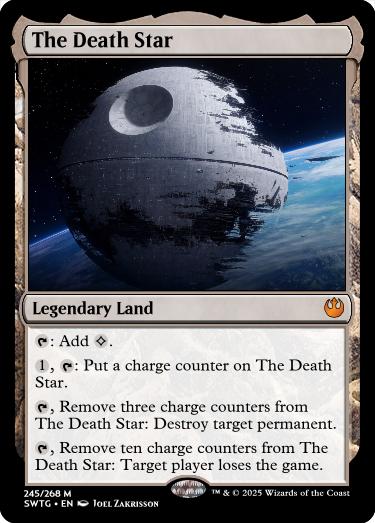 The Death Star
Legendary Land
: Add .
1, : Put a charge counter on The Death
Star.
, Remove three charge counters from
The Death Star: Destroy target permanent.
, Remove ten charge counters from The
Death Star: Target player loses the game.
245/268 M
SWTG • EN Joel Zakrisson
™ & © 2025 Wizards of the Coast